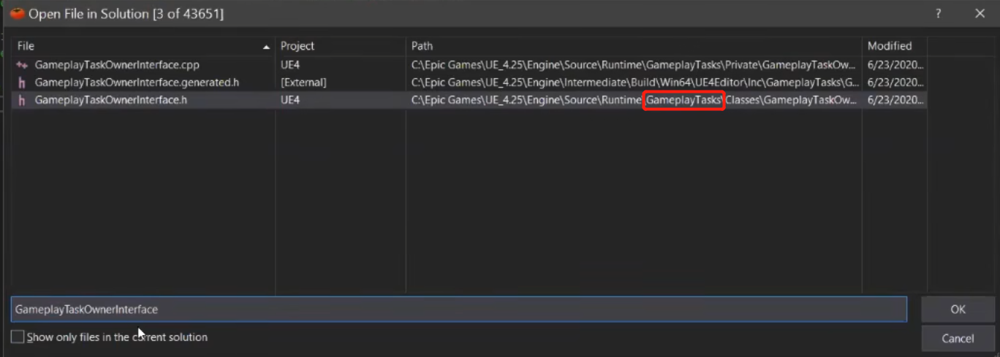 Open File in Solution [3 of 43651] ?
File Project Path Modified
GameplayTaskOwnerInterface.cpp UE4 C:\Epic Games\UE_4.25\Engine\Source\Runtime\GameplayTasks\Private\GameplayTaskOw... 6/23/2020...
GameplayTaskOwnerInterface.generated.h [External] C:\Epic Games\UE_4.25\Engine\Intermediate\Build\Win64\UE4Editor\Inc\GameplayTasks\G... 6/23/2020...
GameplayTaskOwnerInterface.h UE4 C:\Epic Games\UE_4.25\Engine\Source\Runtime\GameplayTasks\Classes\GameplayTaskOw... 6/23/2020...
GameplayTaskOwnerInterface OK
Show only files in the current solution Cancel